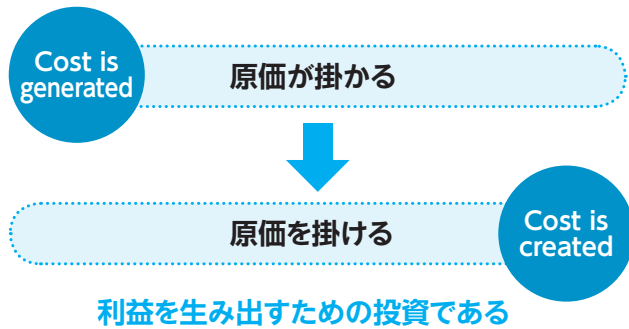 Cost is
generated
原価が掛かる
原価を掛ける
Cost is
created
利益を生み出すための投資である